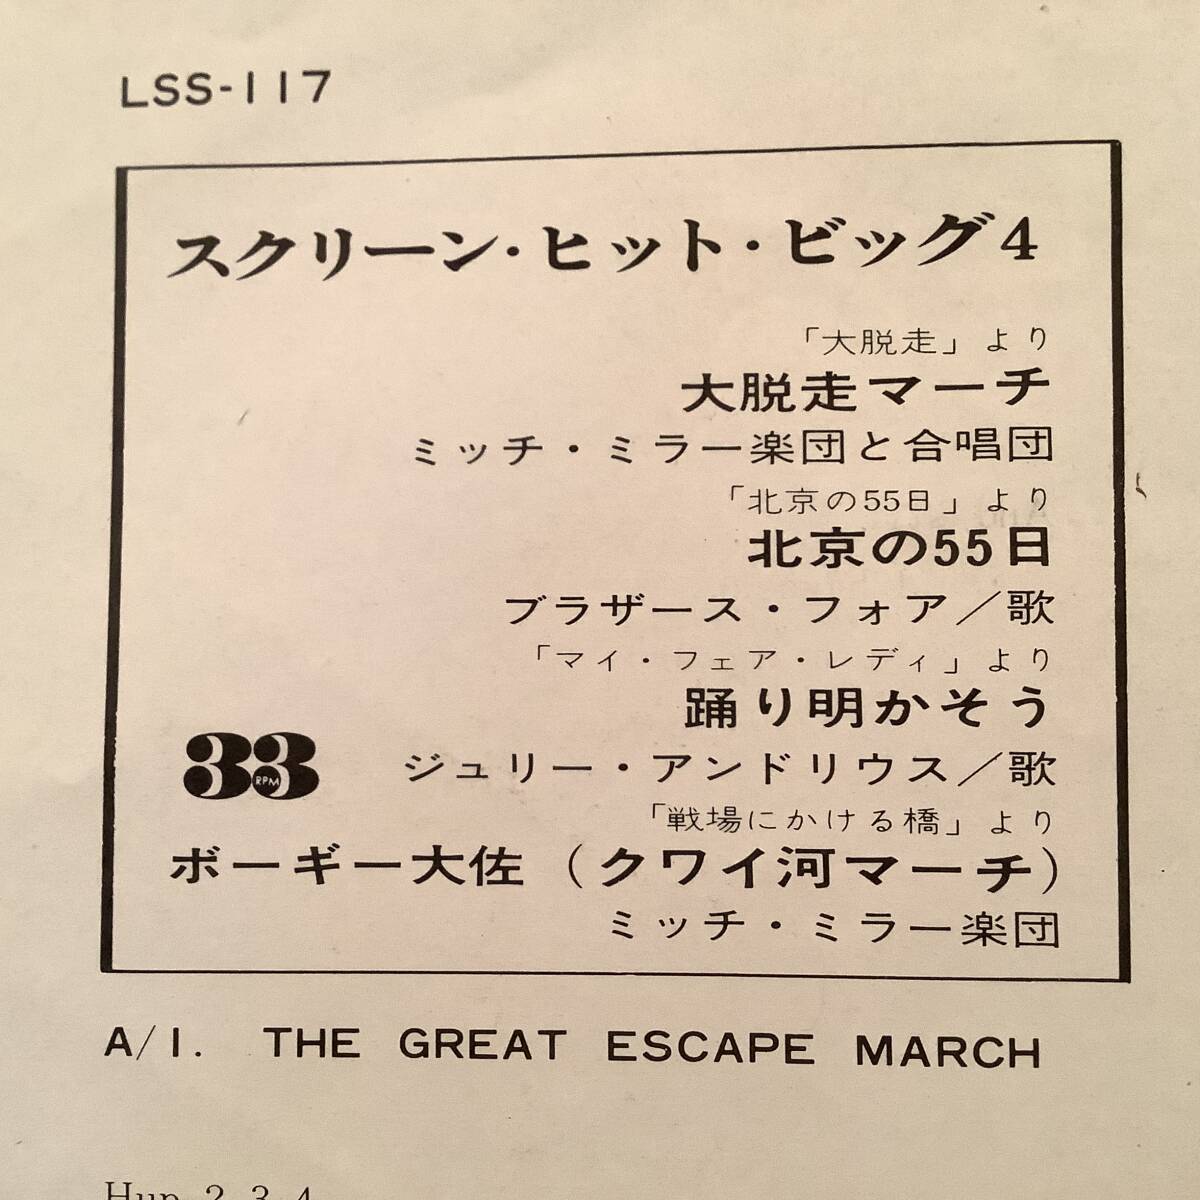 LSS-117
スクリーン・ヒット・ビッグ4
「大脱走」より
大脱走マーチ
ミッチ・ミラー楽団と合唱団
「北京の55日」より
北京の55日
ブラザース・フォア／歌
「マイ・フェア・レディ」より
踊り明かそう
33 RPM
ジュリー・アンドリウス／歌
「戦場にかける橋」より
ボーギー大佐（クワイ河マーチ）
ミッチ・ミラー楽団
A/1. THE GREAT ESCAPE MARCH
Hup 2 3 4